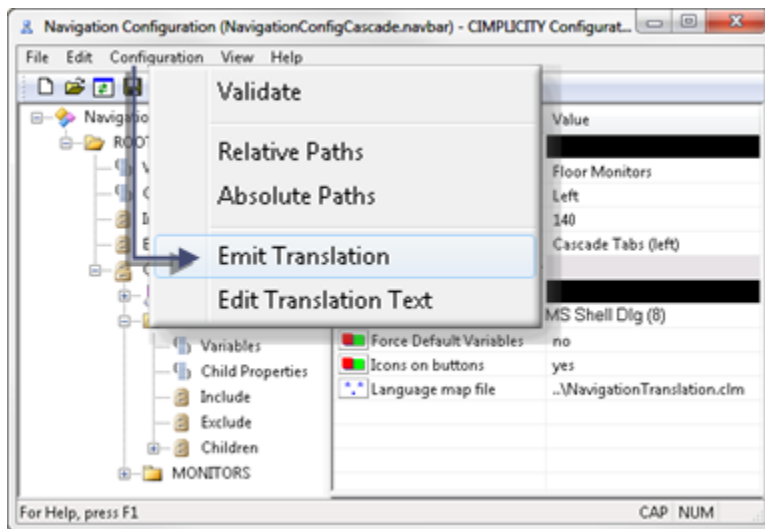 Navigation Configuration (NavigationConfigCascade.navbar) - CIMPLICITY Configurat...
File Edit Configuration View Help
Validate
Relative Paths
Absolute Paths
Emit Translation
Edit Translation Text
Value
Floor Monitors
Left
140
Cascade Tabs (left)
MS Shell Dlg (8)
Force Default Variables no
Icons on buttons yes
Language map file ..\NavigationTranslation.clm
Variables
Child Properties
Include
Exclude
Children
MONITORS
For Help, press F1 CAP NUM